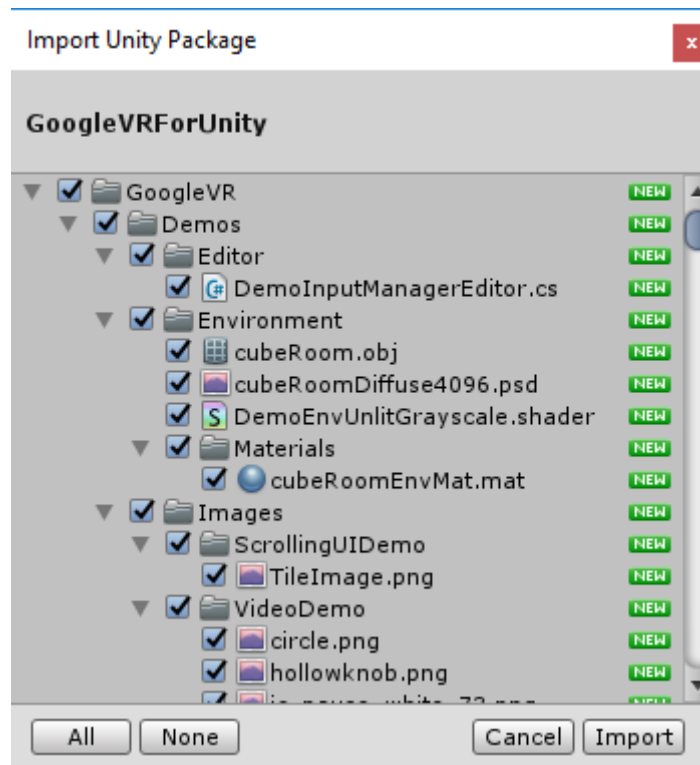 Import Unity Package
x
GoogleVRForUnity
GoogleVR NEW
Demos NEW
Editor NEW
DemoInputManagerEditor.cs NEW
Environment NEW
cubeRoom.obj NEW
cubeRoomDiffuse4096.psd NEW
S DemoEnvUnlitGrayscale.shader NEW
Materials NEW
cubeRoomEnvMat.mat NEW
Images NEW
ScrollingUIDemo NEW
TileImage.png NEW
VideoDemo NEW
circle.png NEW
hollowknob.png NEW
All None Cancel Import